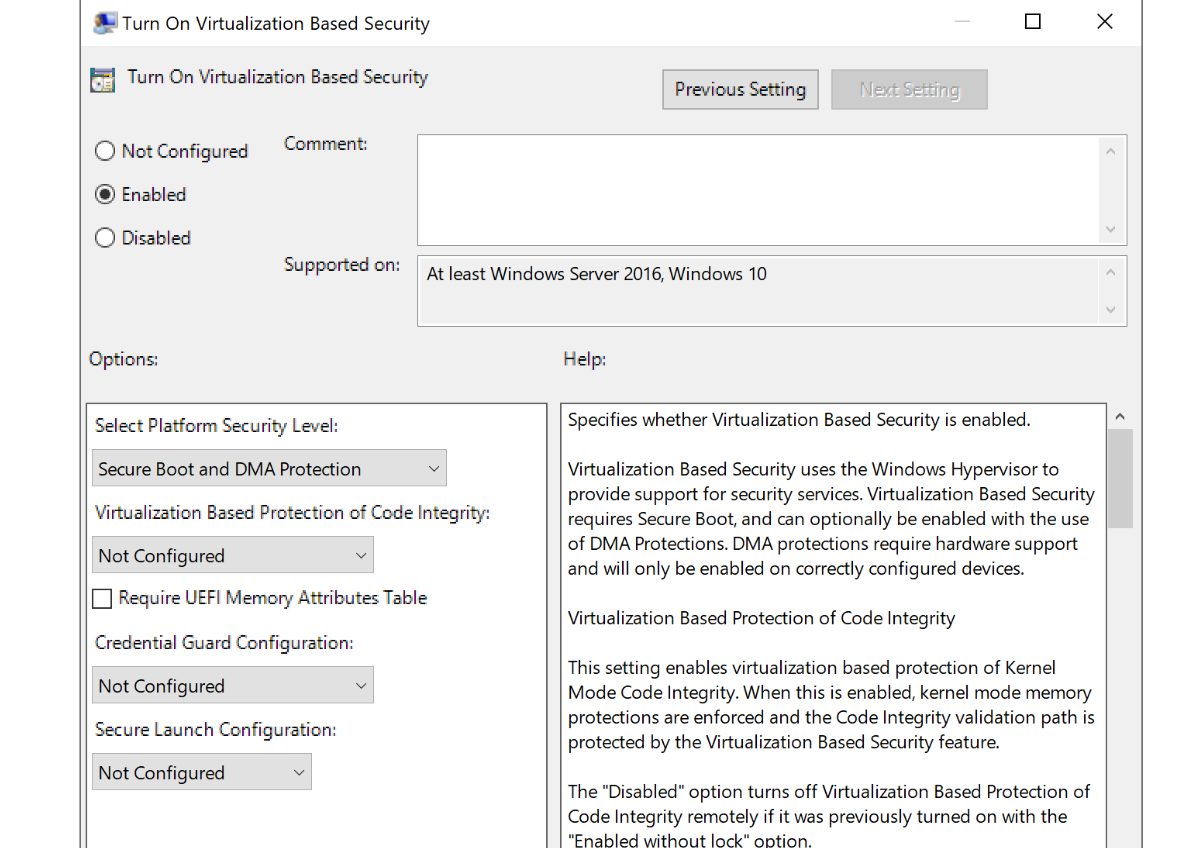 Turn On Virtualization Based Security
Turn On Virtualization Based Security
Previous Setting
Next Setting
Not Configured
Enabled
Disabled
Comment:
Supported on:
At least Windows Server 2016, Windows 10
Options:
Help:
Select Platform Security Level:
Secure Boot and DMA Protection
Virtualization Based Protection of Code Integrity:
Not Configured
Require UEFI Memory Attributes Table
Credential Guard Configuration:
Not Configured
Secure Launch Configuration:
Not Configured
Specifies whether Virtualization Based Security is enabled.
Virtualization Based Security uses the Windows Hypervisor to
provide support for security services. Virtualization Based Security
requires Secure Boot, and can optionally be enabled with the use
of DMA Protections. DMA protections require hardware support
and will only be enabled on correctly configured devices.
Virtualization Based Protection of Code Integrity
This setting enables virtualization based protection of Kernel
Mode Code Integrity. When this is enabled, kernel mode memory
protections are enforced and the Code Integrity validation path is
protected by the Virtualization Based Security feature.
The "Disabled" option turns off Virtualization Based Protection of
Code Integrity remotely if it was previously turned on with the
"Enabled without lock" option.